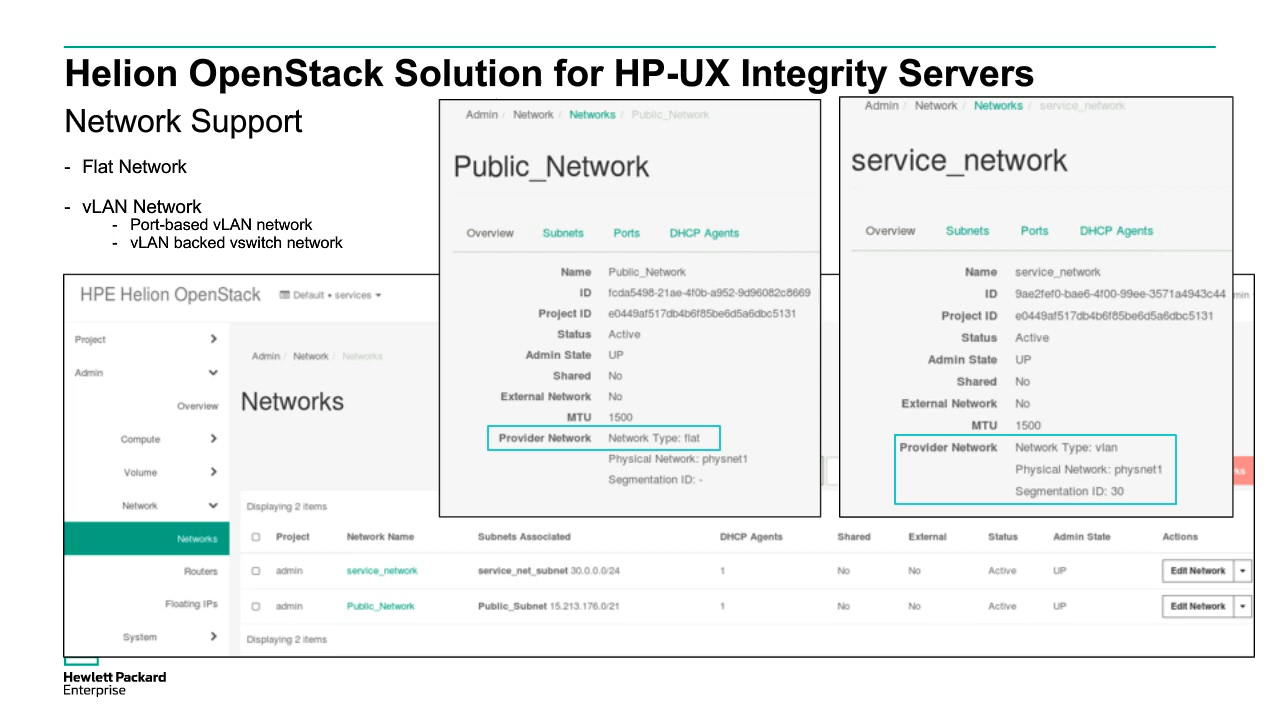 Helion OpenStack Solution for HP-UX Integrity Servers
Network Support
- Flat Network
- vLAN Network
- Port-based vLAN network
- vLAN backed vswitch network
Admin / Network / Networks / Public_Network
Public_Network
Overview Subnets Ports DHCP Agents
Name Public_Network
ID fcda5498-21ae-4f0b-a952-9d96082c8669
Project ID e0449af517db4b6f85be6d5a6dbc5131
Status Active
Admin State UP
Shared No
External Network No
MTU 1500
Provider Network Network Type: flat
Physical Network: physnet1
Segmentation ID: -
Admin / Network / Networks / service_network
service_network
Overview Subnets Ports DHCP Agents
Name service_network
ID 9ae2fef0-bae6-4f00-99ee-3571a4943c44
Project ID e0449af517db4b6f85be6d5a6dbc5131
Status Active
Admin State UP
Shared No
External Network No
MTU 1500
Provider Network Network Type: vlan
Physical Network: physnet1
Segmentation ID: 30
HPE Helion OpenStack Default • services
Project
Admin
Overview
Compute
Volume
Network
Networks
Routers
Floating IPs
System
Admin / Network / Networks
Networks
Displaying 2 items
Project Network Name Subnets Associated DHCP Agents Shared External Status Admin State Actions
admin service_network service_net_subnet 30.0.0.0/24 1 No No Active UP Edit Network
admin Public_Network Public_Subnet 15.213.176.0/21 1 No No Active UP Edit Network
Displaying 2 items
Hewlett Packard
Enterprise